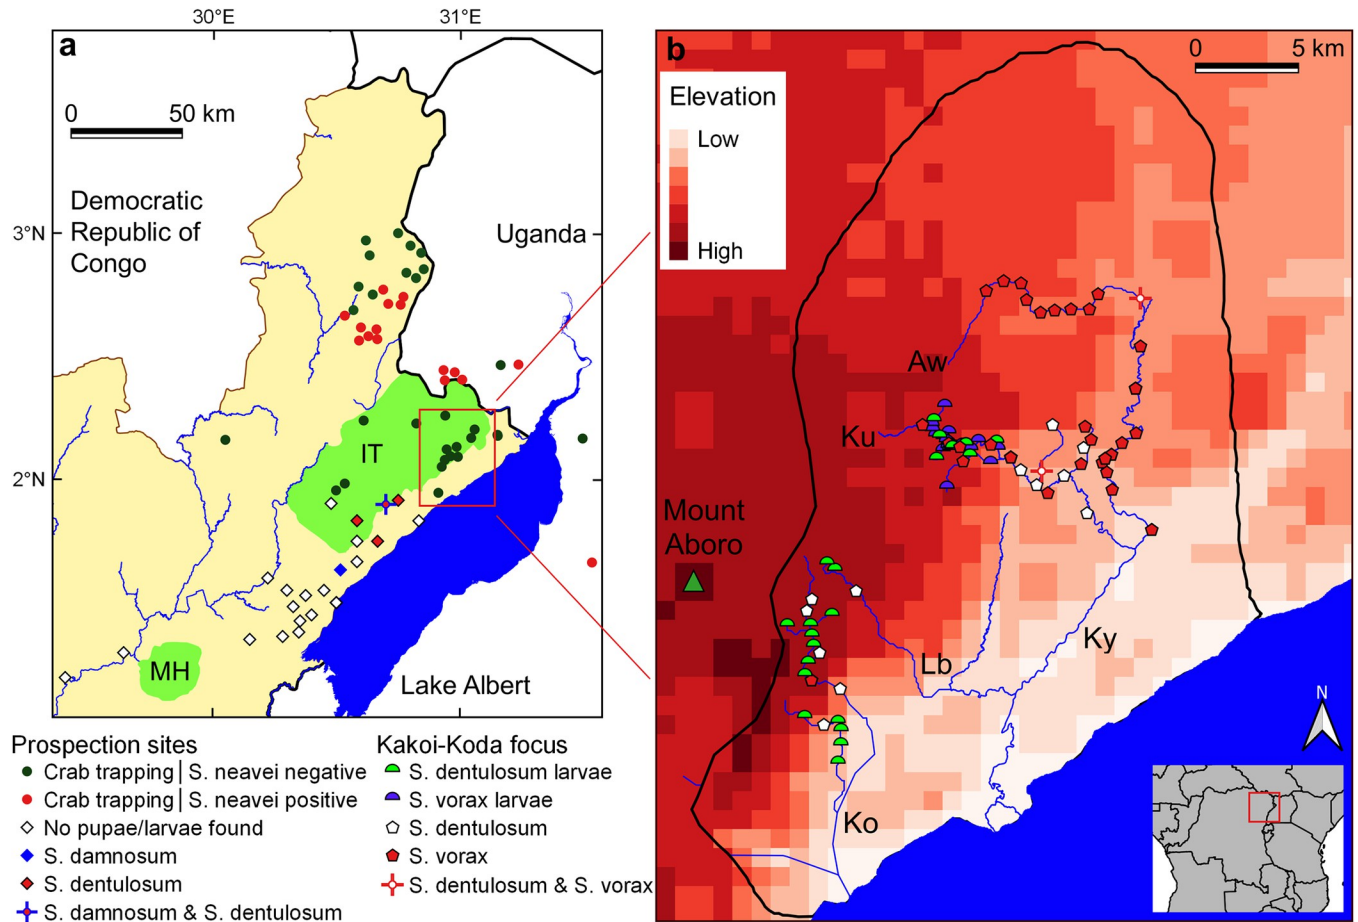 30°E
31°E
a
0
50 km
Democratic
Republic of
Congo
3°N
Uganda
2°N
IT
MH
Lake Albert
b
0
5 km
Elevation
Low
High
Aw
Ku
Mount
Aboro
Lb
Ky
Ko
N
Prospection sites
Crab trapping | S. neavei negative
Crab trapping | S. neavei positive
No pupae/larvae found
S. damnosum
S. dentulosum
S. damnosum & S. dentulosum
Kakoi-Koda focus
S. dentulosum larvae
S. vorax larvae
S. dentulosum
S. vorax
S. dentulosum & S. vorax